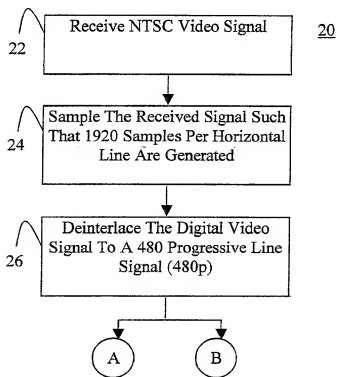 Receive NTSC Video Signal
20
22
Sample The Received Signal Such
That 1920 Samples Per Horizontal
Line Are Generated
24
Deinterlace The Digital Video
Signal To A 480 Progressive Line
Signal (480p)
26
A
B